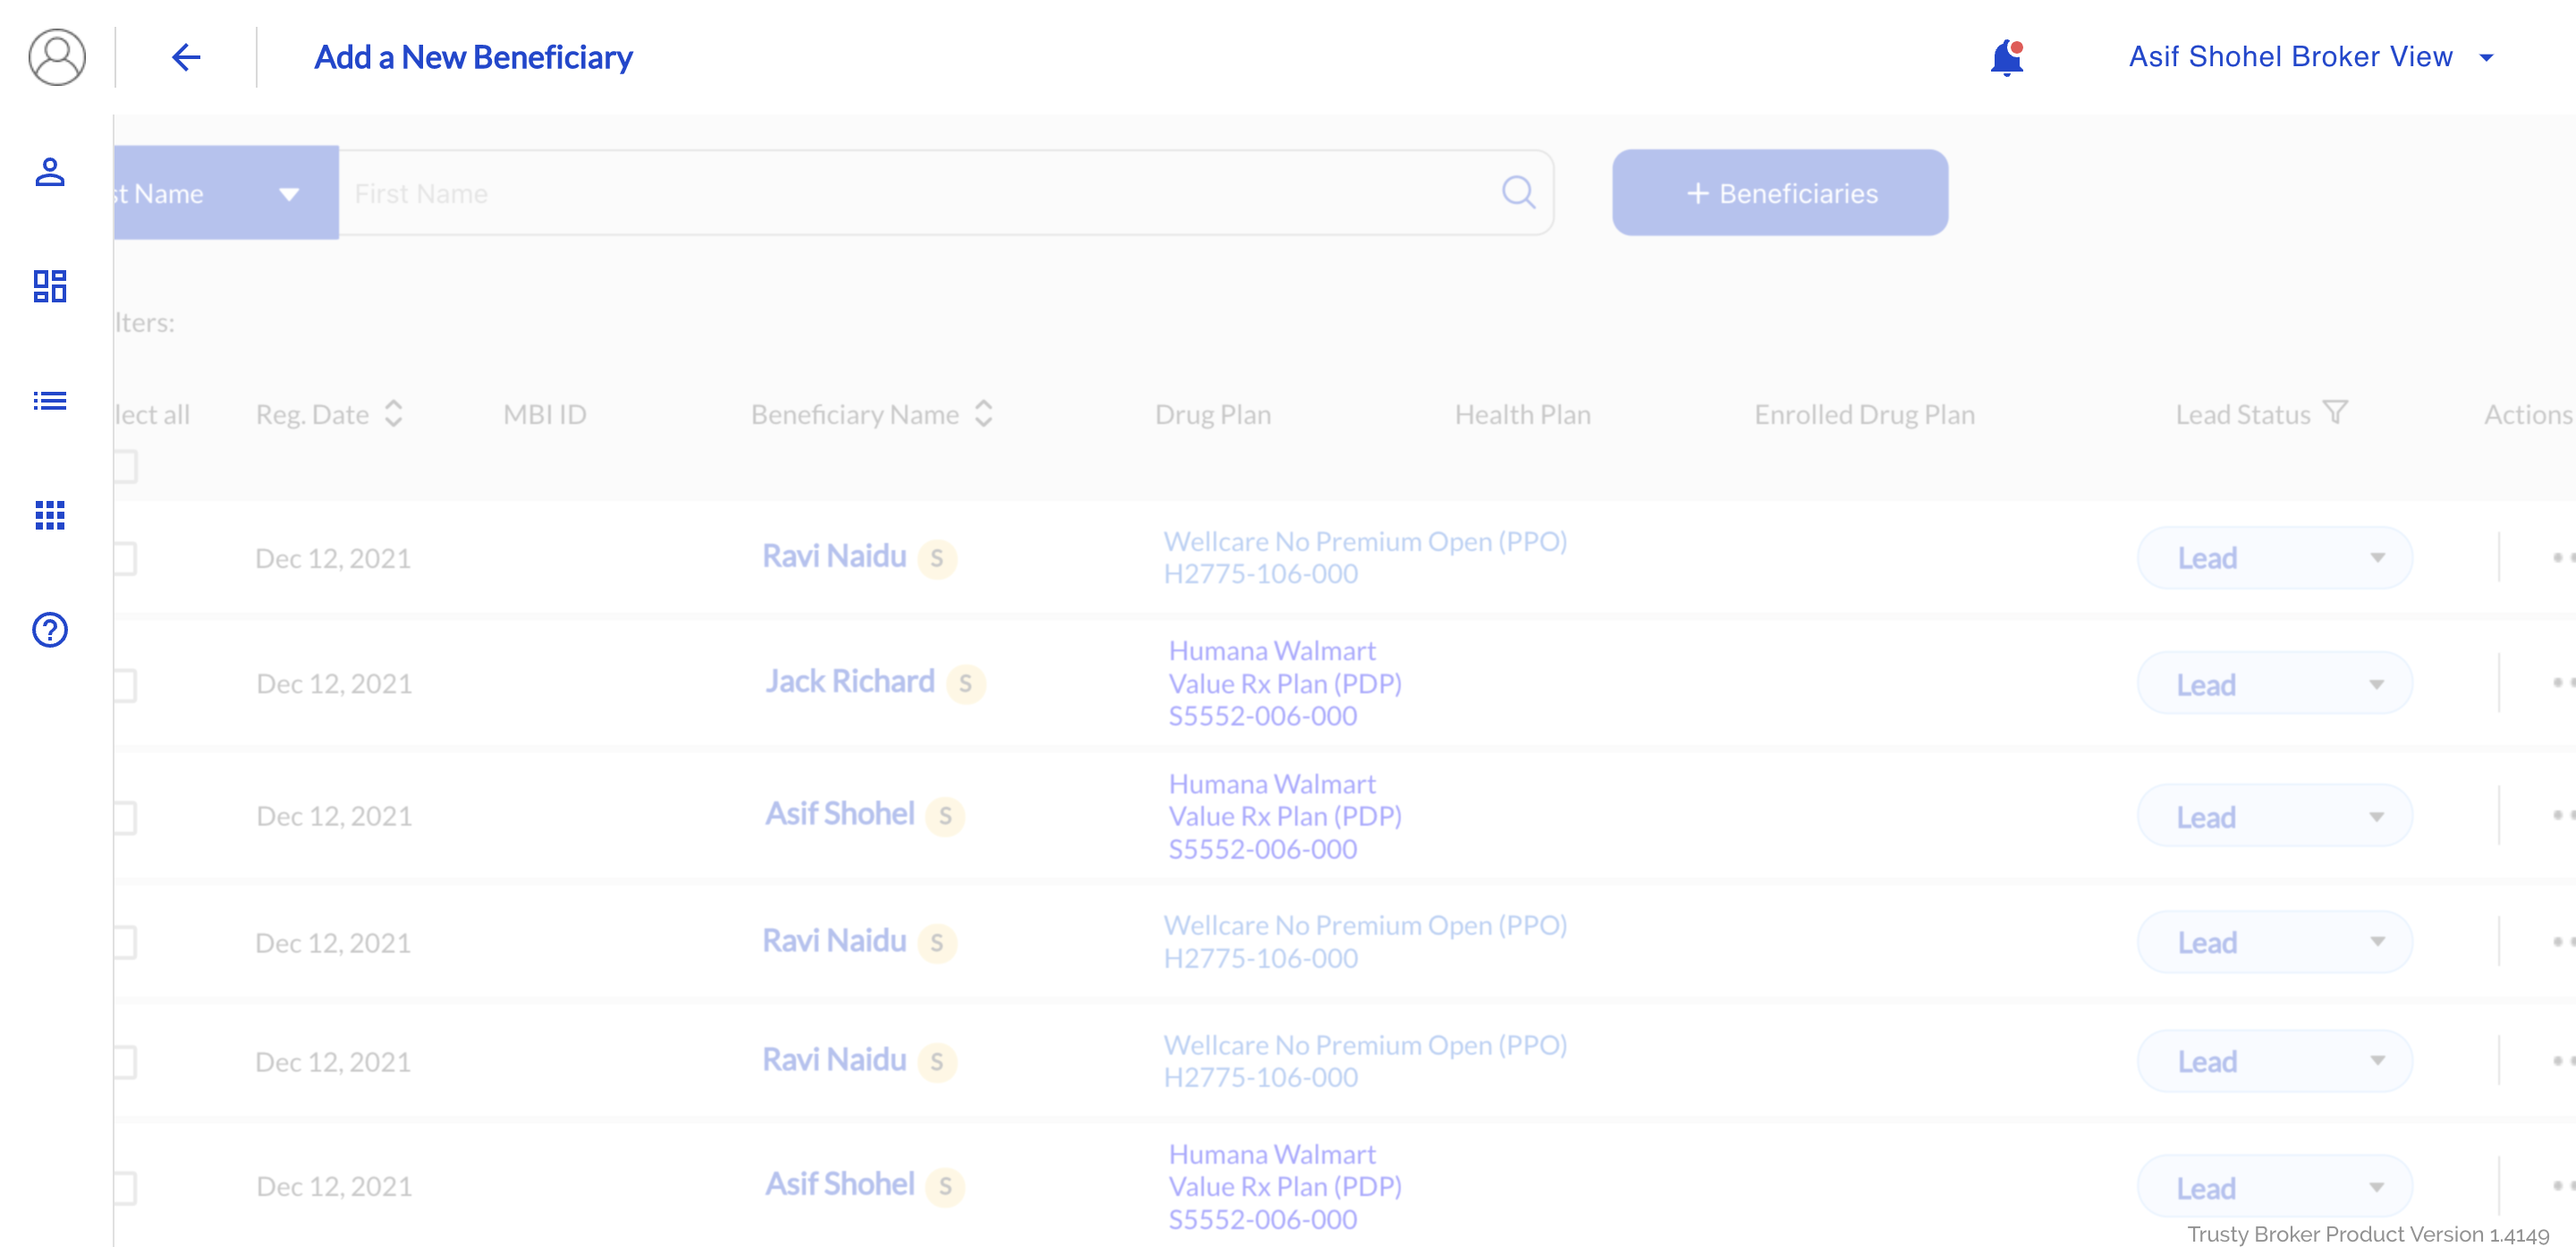 Add a New Beneficiary
Asif Shohel Broker View
st Name
First Name
+ Beneficiaries
lters:
lect all Reg. Date MBI ID Beneficiary Name Drug Plan Health Plan Enrolled Drug Plan Lead Status Actions
Dec 12, 2021 Ravi Naidu S Wellcare No Premium Open (PPO) Lead
H2775-106-000
Humana Walmart
Dec 12, 2021 Jack Richard S Value Rx Plan (PDP) Lead
S5552-006-000
Humana Walmart
Dec 12, 2021 Asif Shohel S Value Rx Plan (PDP) Lead
S5552-006-000
Dec 12, 2021 Ravi Naidu S Wellcare No Premium Open (PPO) Lead
H2775-106-000
Dec 12, 2021 Ravi Naidu S Wellcare No Premium Open (PPO) Lead
H2775-106-000
Humana Walmart
Dec 12, 2021 Asif Shohel S Value Rx Plan (PDP) Lead
S5552-006-000
Trusty Broker Product Version 1.4149